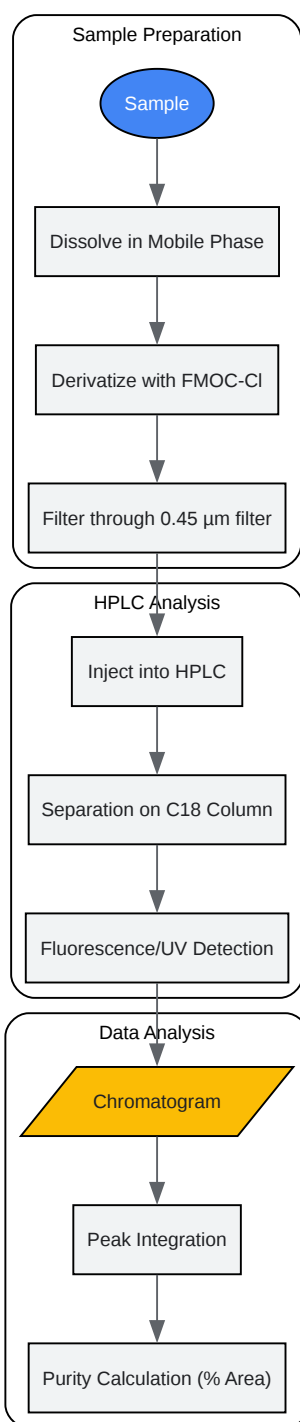 Sample Preparation
Sample
Dissolve in Mobile Phase
Derivatize with FMOC-Cl
Filter through 0.45 µm filter
HPLC Analysis
Inject into HPLC
Separation on C18 Column
Fluorescence/UV Detection
Data Analysis
Chromatogram
Peak Integration
Purity Calculation (% Area)